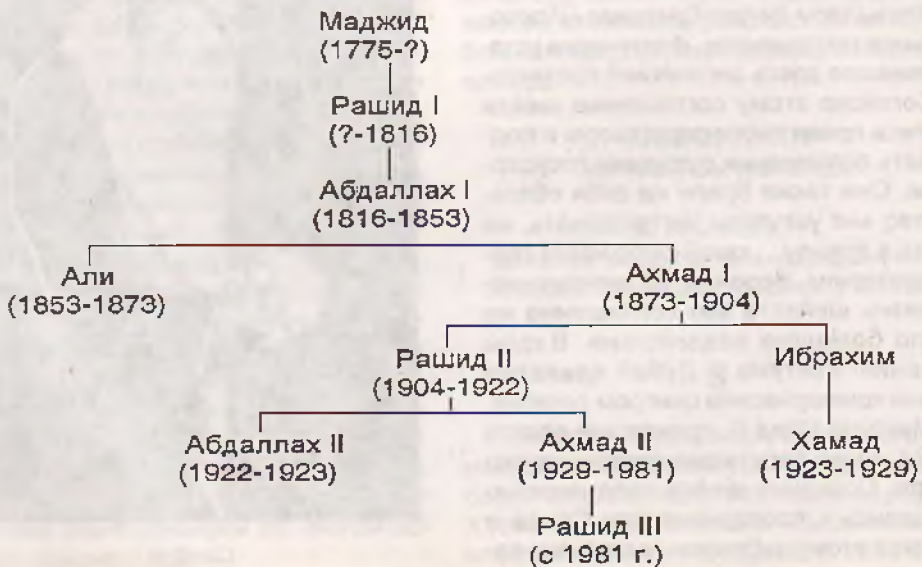 Маджид
(1775-?)
Рашид I
(?-1816)
Абдаллах I
(1816-1853)
Али
(1853-1873)
Ахмад I
(1873-1904)
Рашид II
(1904-1922)
Ибрахим
Абдаллах II
(1922-1923)
Ахмад II
(1929-1981)
Хамад
(1923-1929)
Рашид III
(с 1981 г.)